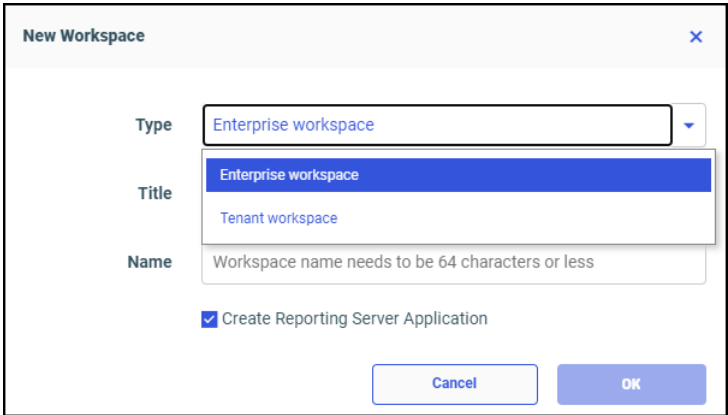 New Workspace
Type
Enterprise workspace
Enterprise workspace
Title
Tenant workspace
Name
Workspace name needs to be 64 characters or less
Create Reporting Server Application
Cancel
OK